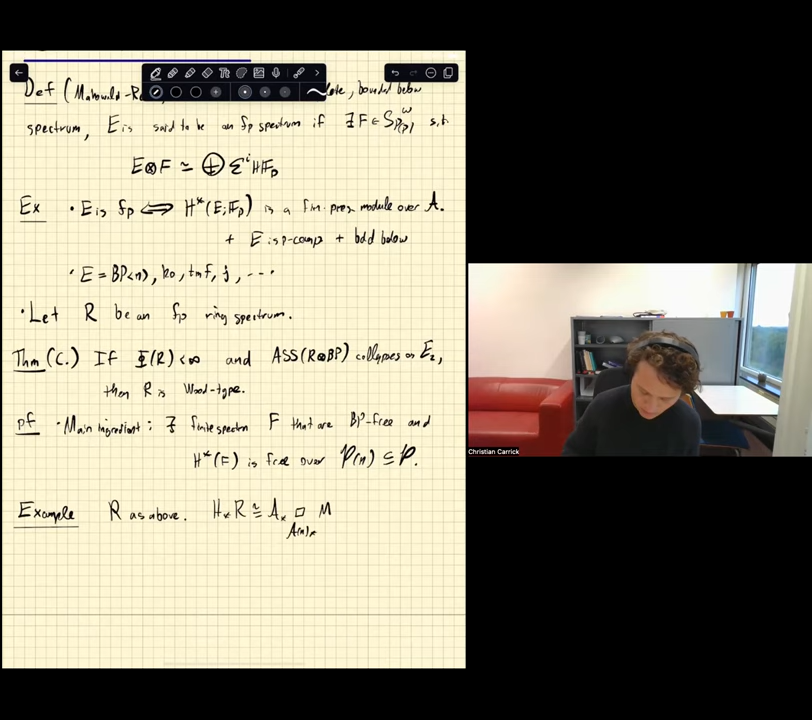 Def (Mahowald-Re lete, bounded below
spectrum, E is said to be an fp spectrum if ∃ F ∈ Sp_{(p)}^ω s.t.
E⊗F ≃ ⊕ Σ^i HF_p
Ex · E is fp ⟺ H^*(E;F_p) is a fin. pres. module over A.
+ E is p-comp + bdd below
· E = BP<n>, ko, tmf, j, ---·
· Let R be an fp ring spectrum.
Thm (C.) If Φ(R) < ∞ and ASS(R⊗BP) collapses on E_2,
then R is Wood-type.
pf · Main ingredient: ∃ finite spectra F that are BP-free and
H^*(F) is free over P(n) ⊆ P.
Example R as above. H_*R ≅ A_* □_{A(n)_*} M
Christian Carrick